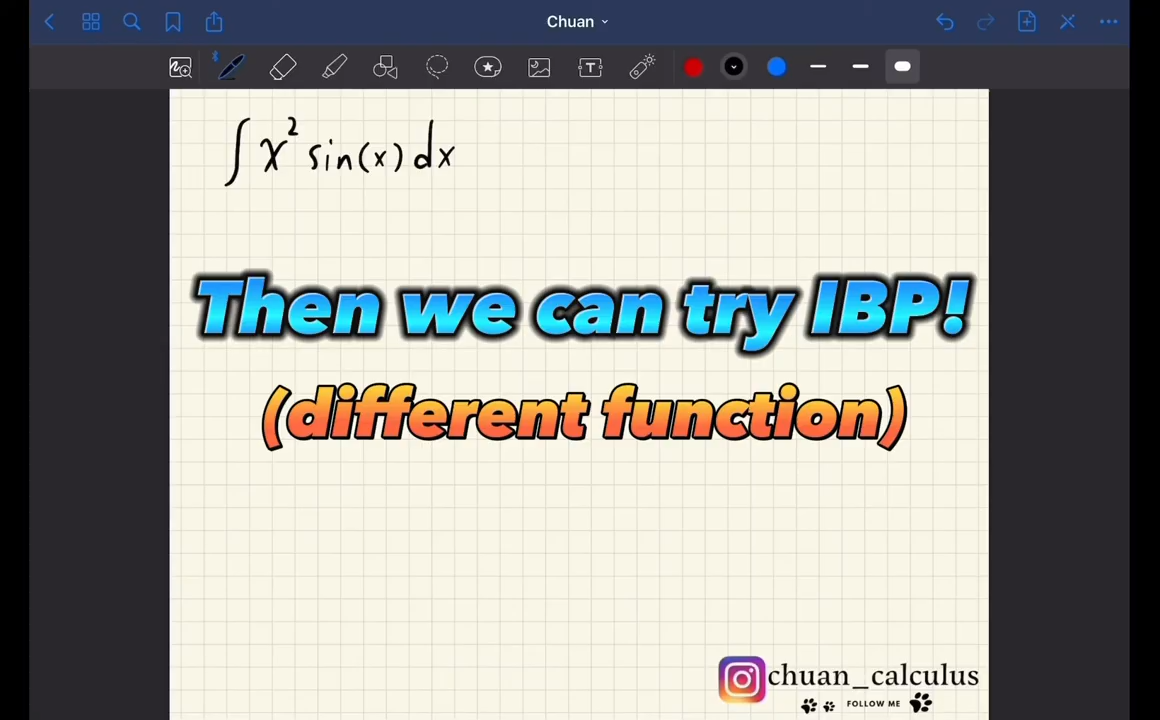 Chuan
T
∫ x² sin(x) dx
Then we can try IBP!
(different function)
chuan_calculus
FOLLOW ME